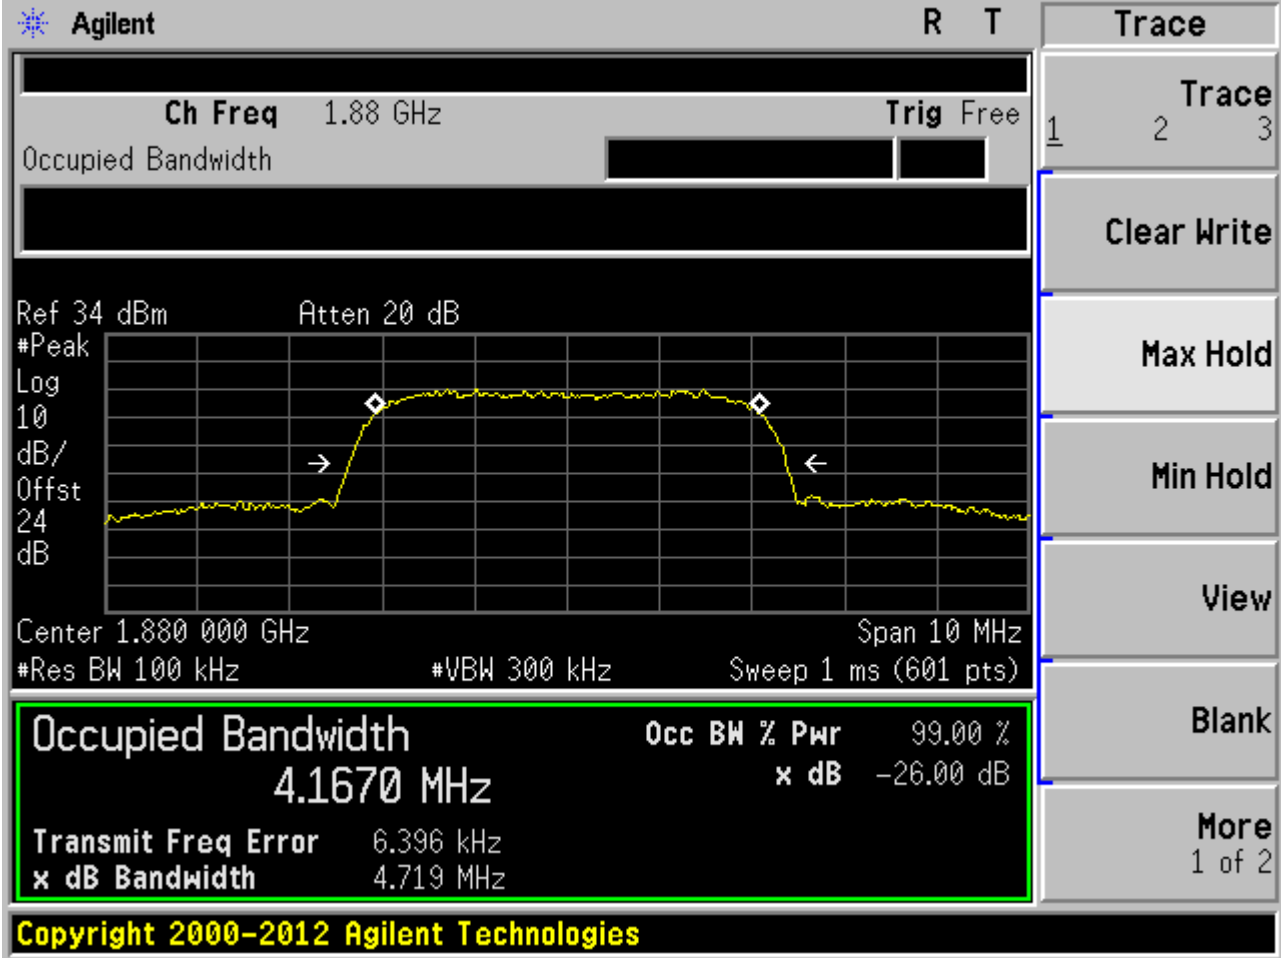 Agilent R T
Trace
Ch Freq 1.88 GHz Trig Free
Occupied Bandwidth
Trace
1 2 3
Clear Write
Max Hold
Min Hold
View
Blank
More
1 of 2
Ref 34 dBm Atten 20 dB
#Peak
Log
10
dB/
Offst
24
dB
Center 1.880 000 GHz Span 10 MHz
#Res BW 100 kHz #VBW 300 kHz Sweep 1 ms (601 pts)
Occupied Bandwidth Occ BW % Pwr 99.00 %
4.1670 MHz x dB -26.00 dB
Transmit Freq Error 6.396 kHz
x dB Bandwidth 4.719 MHz
Copyright 2000-2012 Agilent Technologies